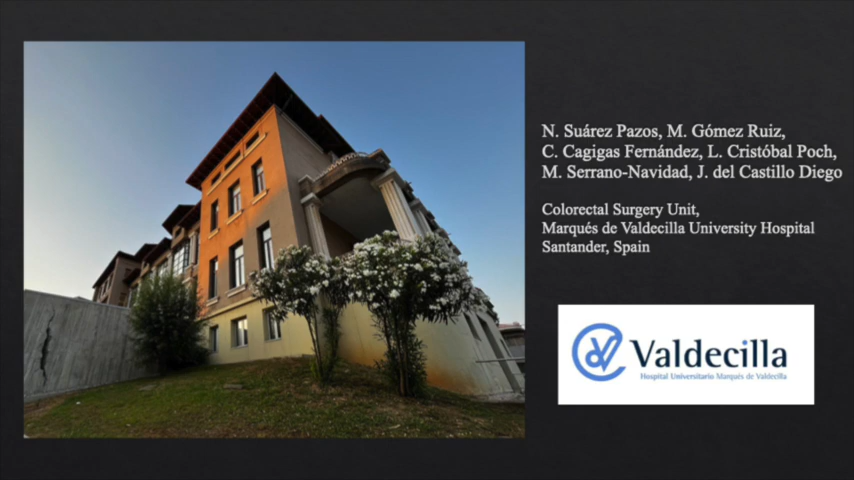 N. Suárez Pazos, M. Gómez Ruiz,
C. Cagigas Fernández, L. Cristóbal Poch,
M. Serrano-Navidad, J. del Castillo Diego
Colorectal Surgery Unit,
Marqués de Valdecilla University Hospital
Santander, Spain
Valdecilla
Hospital Universitario Marqués de Valdecilla